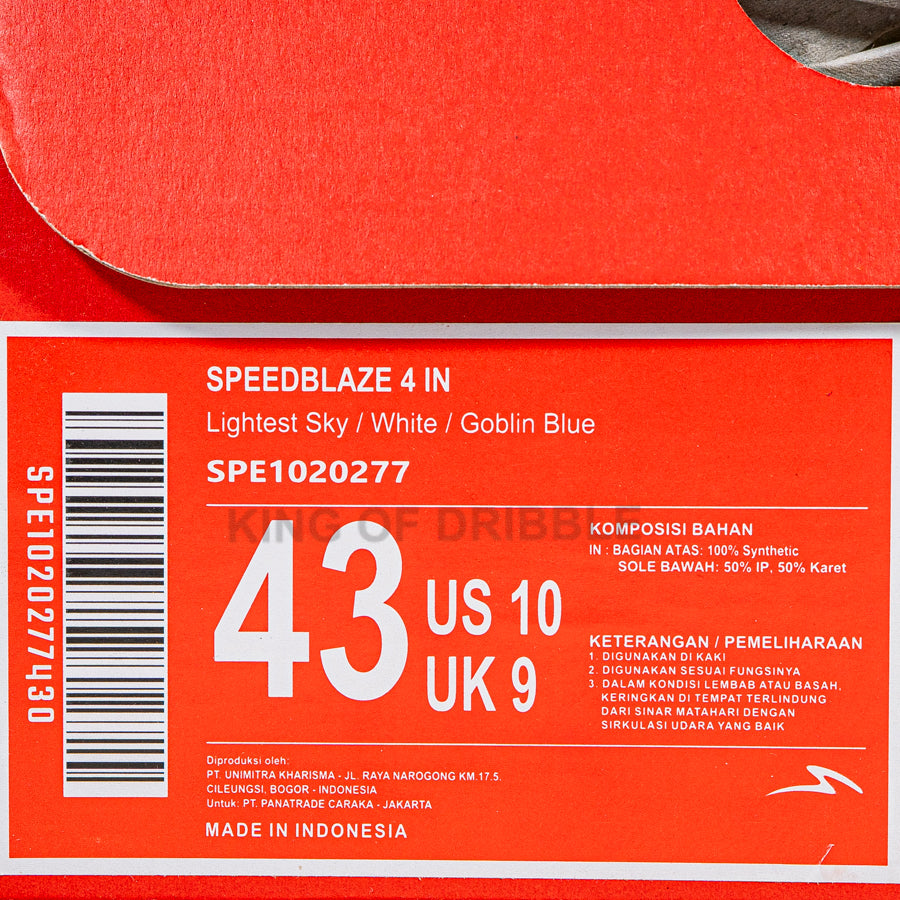 SPEEDBLAZE 4 IN
Lightest Sky / White / Goblin Blue
SPE1020277
KING OF DRIBBLE
43
US 10
UK 9
KOMPOSISI BAHAN
IN : BAGIAN ATAS: 100% Synthetic
SOLE BAWAH: 50% IP, 50% Karet
KETERANGAN / PEMELIHARAAN
1. DIGUNAKAN DI KAKI
2. DIGUNAKAN SESUAI FUNGSINYA
3. DALAM KONDISI LEMBAB ATAU BASAH,
KERINGKAN DI TEMPAT TERLINDUNG
DARI SINAR MATAHARI DENGAN
SIRKULASI UDARA YANG BAIK
SPE1020277430
Diproduksi oleh:
PT. UNIMITRA KHARISMA - JL. RAYA NAROGONG KM.17.5.
CILEUNGSI, BOGOR - INDONESIA
Untuk: PT. PANATRADE CARAKA - JAKARTA
MADE IN INDONESIA